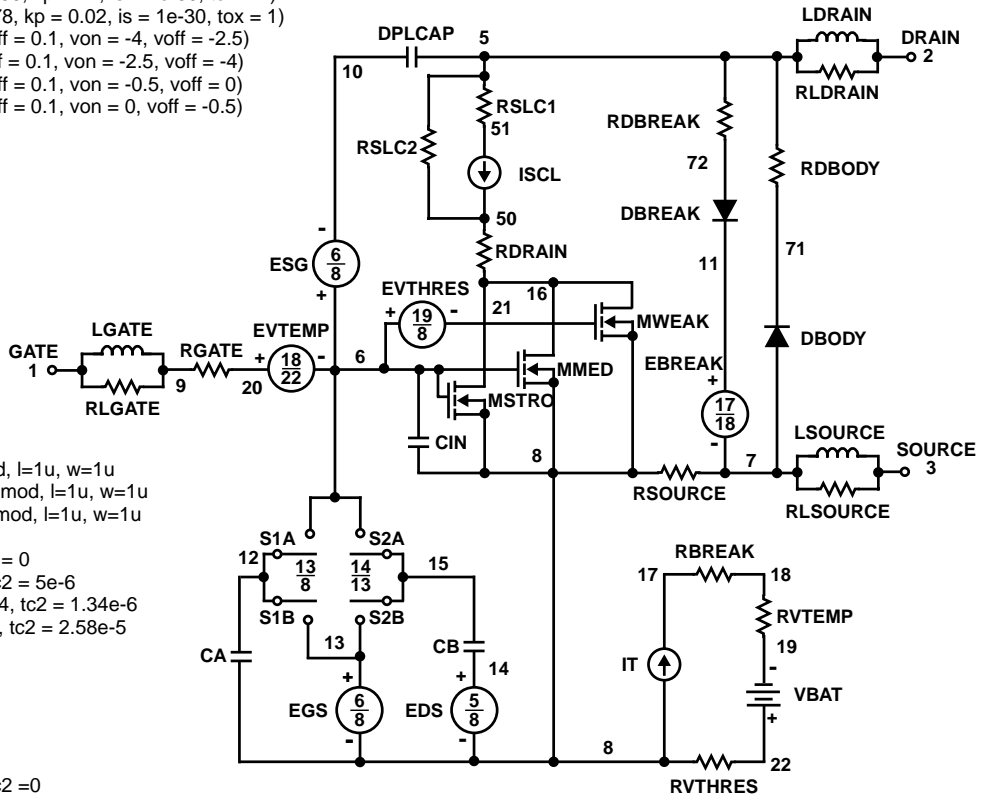 78, kp = 0.02, is = 1e-30, tox = 1)
ff = 0.1, von = -4, voff = -2.5)
f = 0.1, von = -2.5, voff = -4)
ff = 0.1, von = -0.5, voff = 0)
ff = 0.1, von = 0, voff = -0.5)
DPLCAP
5
10
LDRAIN
DRAIN
2
RLDRAIN
RSLC1
51
RSLC2
ISCL
50
RDRAIN
RDBREAK
72
DBREAK
11
RDBODY
71
DBODY
-
ESG
6
8
+
EVTHRES
+
19
8
-
21
16
MWEAK
LGATE
GATE
1
RLGATE
9
RGATE
20
EVTEMP
+
18
22
-
6
MMED
MSTRO
CIN
8
EBREAK
+
17
18
-
7
RSOURCE
LSOURCE
SOURCE
3
RLSOURCE
d, l=1u, w=1u
mod, l=1u, w=1u
mod, l=1u, w=1u
= 0
c2 = 5e-6
4, tc2 = 1.34e-6
, tc2 = 2.58e-5
S1A
S2A
12
13
8
14
13
15
S1B
S2B
13
CA
CB
14
+
EGS
6
8
-
+
EDS
5
8
-
8
RBREAK
17
18
RVTEMP
19
IT
-
VBAT
+
22
RVTHRES
c2 =0